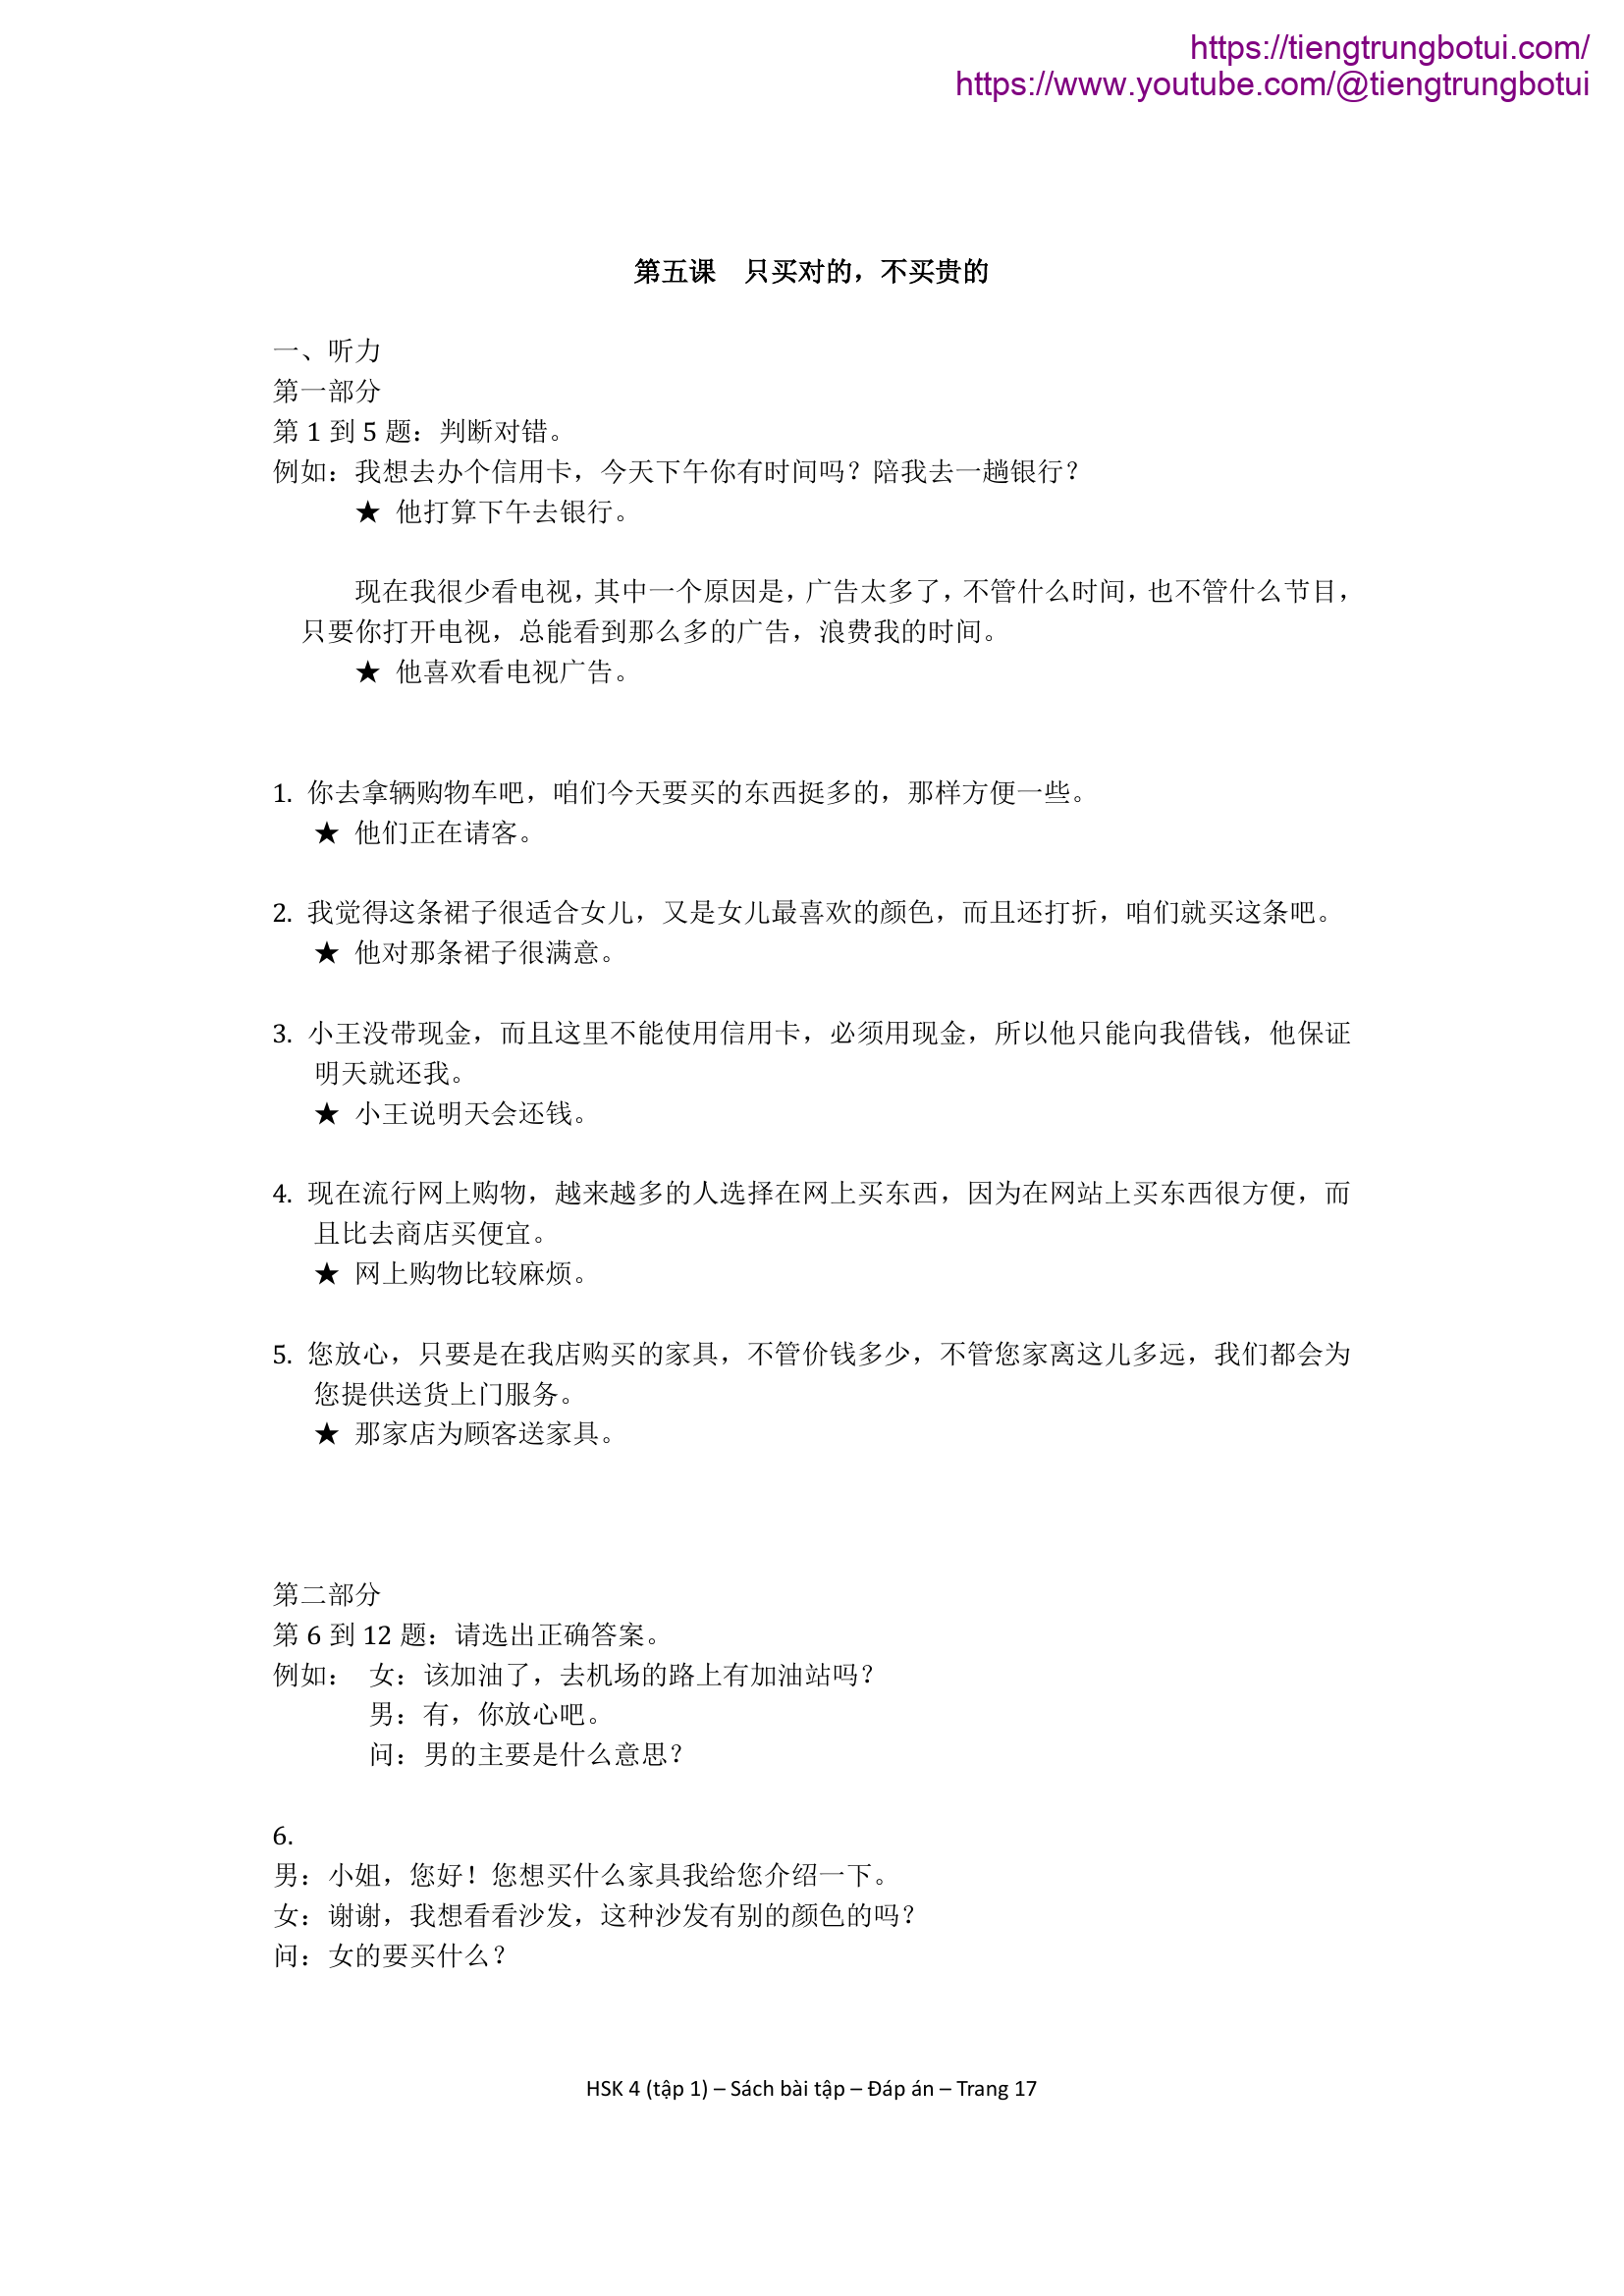 https://tiengtrungbotui.com/
https://www.youtube.com/@tiengtrungbotui
第五课　只买对的，不买贵的
一、听力
第一部分
第 1 到 5 题：判断对错。
例如：我想去办个信用卡，今天下午你有时间吗？陪我去一趟银行？
★ 他打算下午去银行。
现在我很少看电视，其中一个原因是，广告太多了，不管什么时间，也不管什么节目，
只要你打开电视，总能看到那么多的广告，浪费我的时间。
★ 他喜欢看电视广告。
1. 你去拿辆购物车吧，咱们今天要买的东西挺多的，那样方便一些。
★ 他们正在请客。
2. 我觉得这条裙子很适合女儿，又是女儿最喜欢的颜色，而且还打折，咱们就买这条吧。
★ 他对那条裙子很满意。
3. 小王没带现金，而且这里不能使用信用卡，必须用现金，所以他只能向我借钱，他保证
明天就还我。
★ 小王说明天会还钱。
4. 现在流行网上购物，越来越多的人选择在网上买东西，因为在网站上买东西很方便，而
且比去商店买便宜。
★ 网上购物比较麻烦。
5. 您放心，只要是在我店购买的家具，不管价钱多少，不管您家离这儿多远，我们都会为
您提供送货上门服务。
★ 那家店为顾客送家具。
第二部分
第 6 到 12 题：请选出正确答案。
例如： 女：该加油了，去机场的路上有加油站吗？
男：有，你放心吧。
问：男的主要是什么意思？
6.
男：小姐，您好！您想买什么家具我给您介绍一下。
女：谢谢，我想看看沙发，这种沙发有别的颜色的吗？
问：女的要买什么？
HSK 4 (tập 1) – Sách bài tập – Đáp án – Trang 17